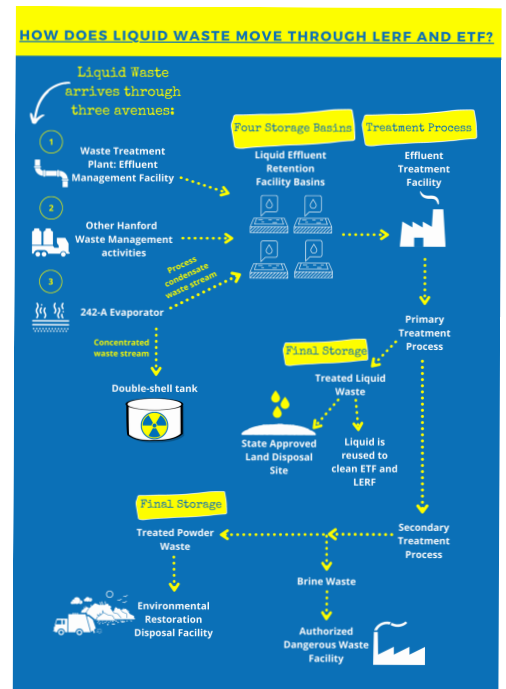 HOW DOES LIQUID WASTE MOVE THROUGH LERF AND ETF?
Liquid Waste
arrives through
three avenues:
1
Waste Treatment
Plant: Effluent
Management Facility
2
Other Hanford
Waste Management
activities
3
242-A Evaporator
Process
condensate
waste stream
Concentrated
waste stream
Double-shell tank
Four Storage Basins
Liquid Effluent
Retention
Facility Basins
Treatment Process
Effluent
Treatment
Facility
Primary
Treatment
Process
Final Storage
Treated Liquid
Waste
State Approved
Land Disposal
Site
Liquid is
reused to
clean ETF and
LERF
Secondary
Treatment
Process
Final Storage
Treated Powder
Waste
Environmental
Restoration
Disposal Facility
Brine Waste
Authorized
Dangerous Waste
Facility